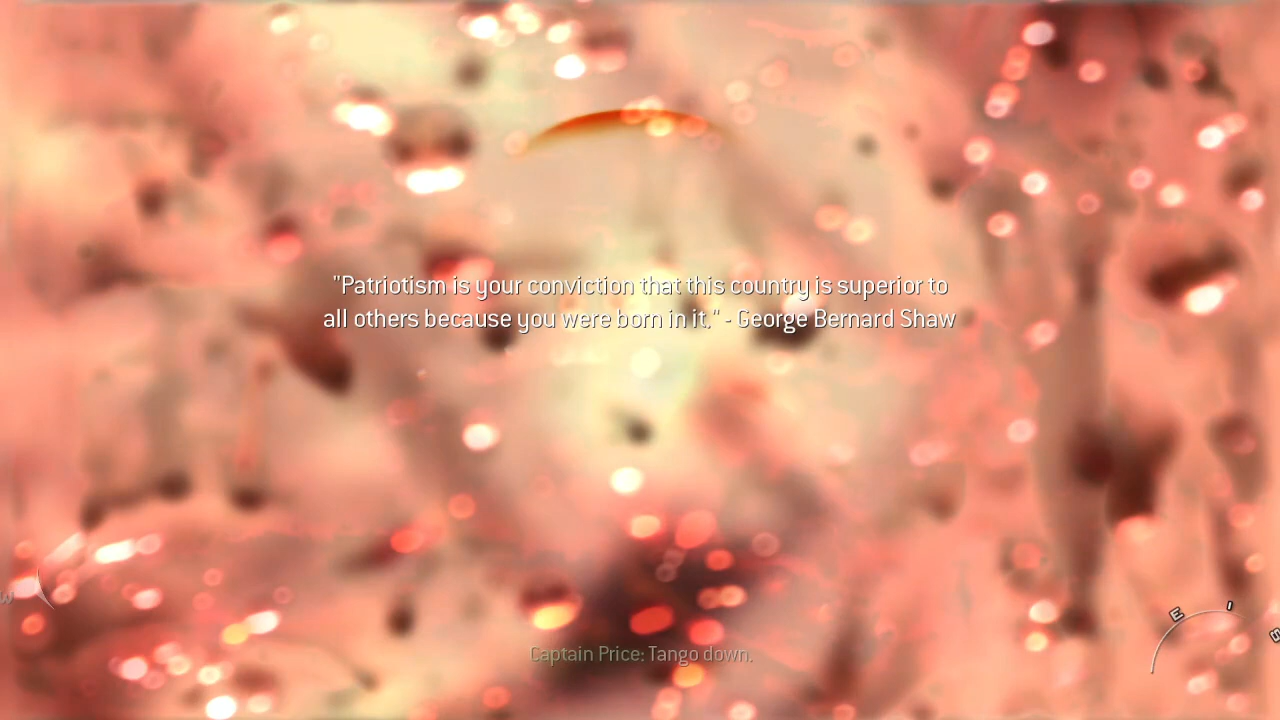 "Patriotism is your conviction that this country is superior to
all others because you were born in it." - George Bernard Shaw
W
E
S
Captain Price: Tango down.